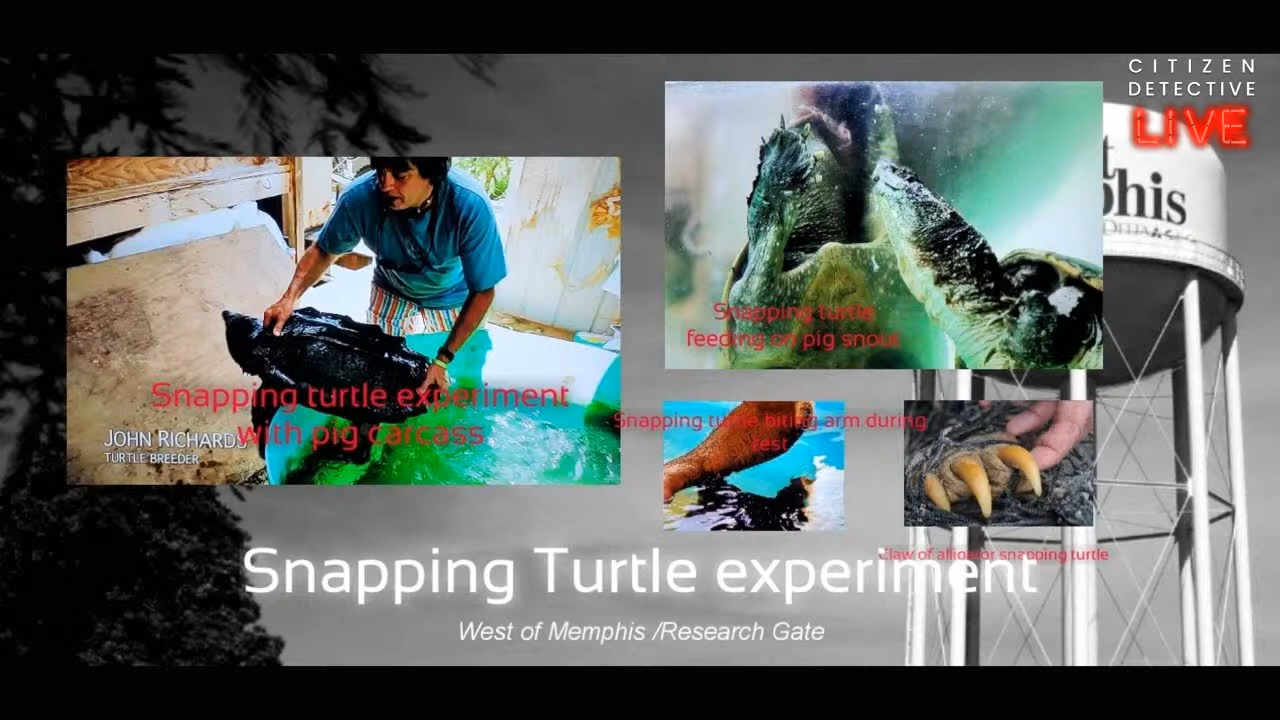 CITIZEN
DETECTIVE
LIVE
phis
Snapping turtle
feeding on pig snout
Snapping turtle experiment
with pig carcass
JOHN RICHARDS
TURTLE BREEDER
Snapping turtle biting arm during
test
Claw of alligator snapping turtle
Snapping Turtle experiment
West of Memphis /Research Gate